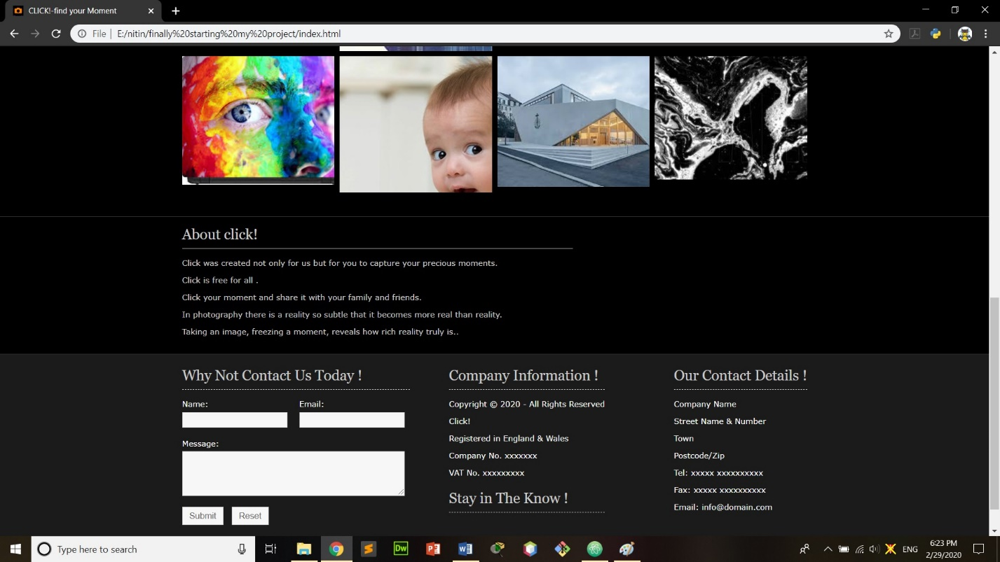 CLICK!-find your Moment
File | E:/nitin/finally%20starting%20my%20project/index.html
About click!
Click was created not only for us but for you to capture your precious moments.
Click is free for all .
Click your moment and share it with your family and friends.
In photography there is a reality so subtle that it becomes more real than reality.
Taking an image, freezing a moment, reveals how rich reality truly is..
Why Not Contact Us Today !
Name:
Email:
Message:
Submit
Reset
Company Information !
Copyright © 2020 - All Rights Reserved
Click!
Registered in England & Wales
Company No. xxxxxxx
VAT No. xxxxxxxxx
Stay in The Know !
Our Contact Details !
Company Name
Street Name & Number
Town
Postcode/Zip
Tel: xxxxx xxxxxxxxxx
Fax: xxxxx xxxxxxxxxx
Email: info@domain.com
Type here to search
Dw
ENG
6:23 PM
2/29/2020